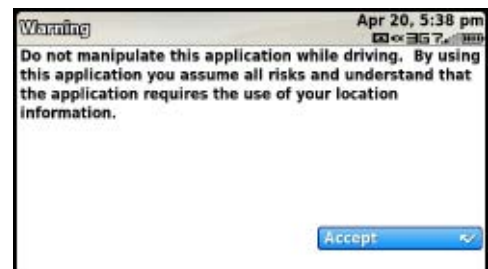 Warning
Apr 20, 5:38 pm
3G
Do not manipulate this application while driving. By using
this application you assume all risks and understand that
the application requires the use of your location
information.
Accept